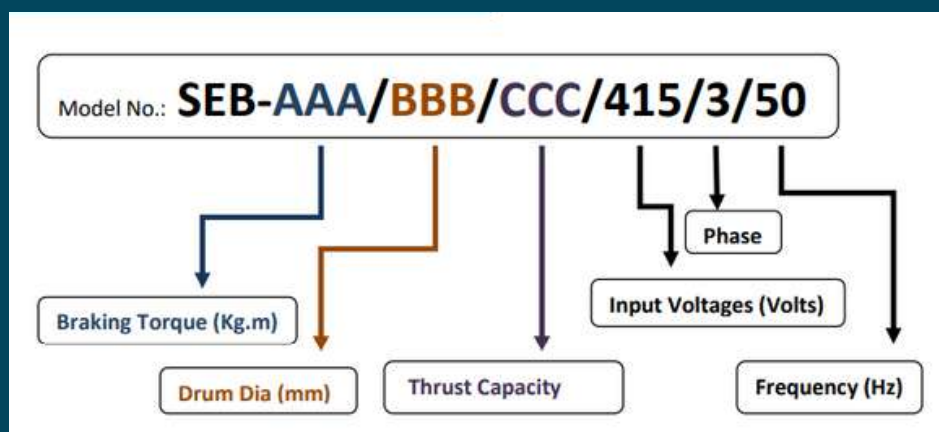 Model No.: SEB-AAA/BBB/CCC/415/3/50
Phase
Input Voltages (Volts)
Braking Torque (Kg.m)
Drum Dia (mm)
Thrust Capacity
Frequency (Hz)